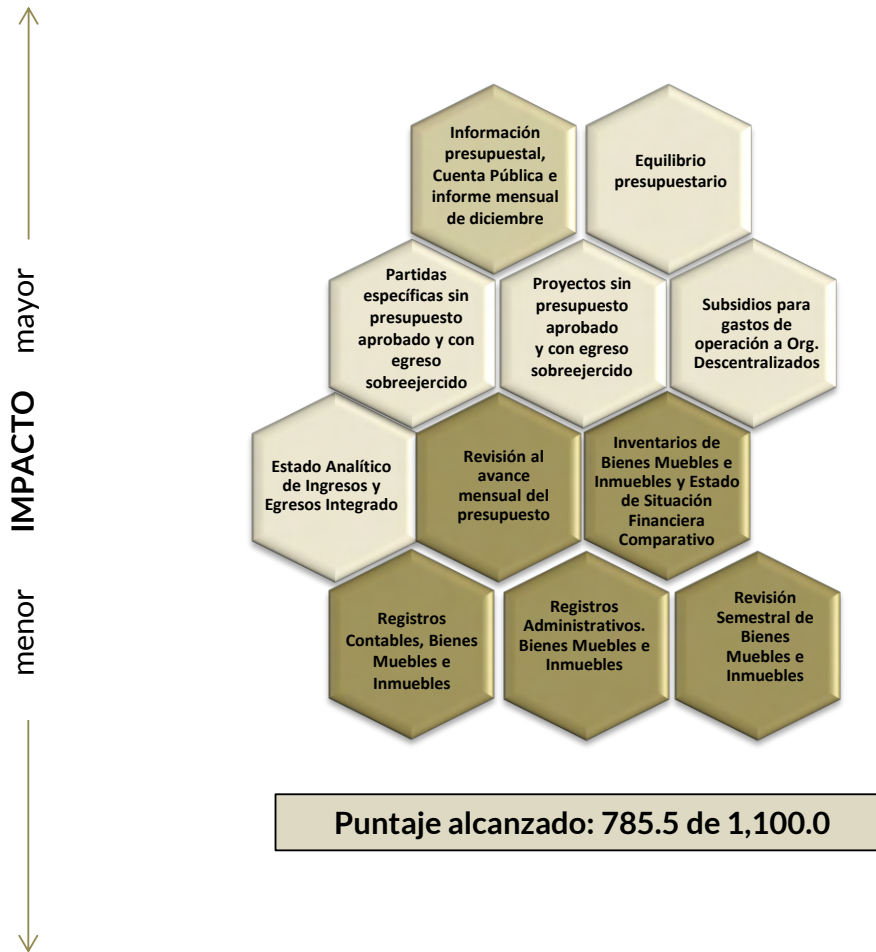 mayor
IMPACTO
menor
Información
presupuestal,
Cuenta Pública e
informe mensual
de diciembre
Equilibrio
presupuestario
Partidas
específicas sin
presupuesto
aprobado y con
egreso
sobreejercido
Proyectos sin
presupuesto
aprobado
y con egreso
sobreejercido
Subsidios para
gastos de
operación a Org.
Descentralizados
Estado Analítico
de Ingresos y
Egresos Integrado
Revisión al
avance
mensual del
presupuesto
Inventarios de
Bienes Muebles e
Inmuebles y Estado
de Situación
Financiera
Comparativo
Registros
Contables, Bienes
Muebles e
Inmuebles
Registros
Administrativos.
Bienes Muebles e
Inmuebles
Revisión
Semestral de
Bienes
Muebles e
Inmuebles
Puntaje alcanzado: 785.5 de 1,100.0